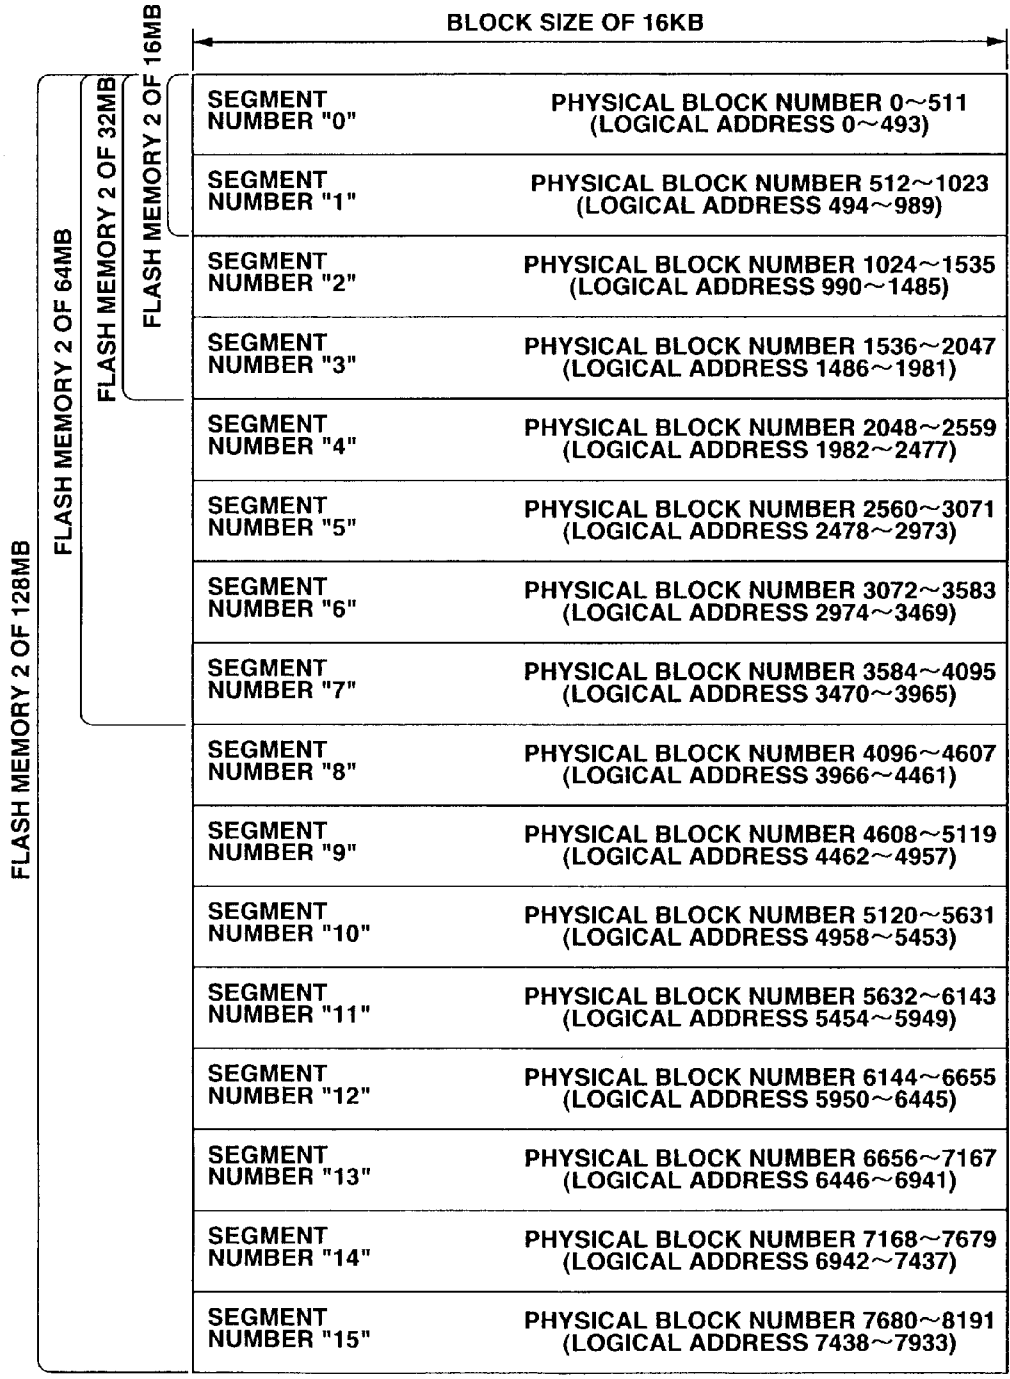 BLOCK SIZE OF 16KB
FLASH MEMORY 2 OF 16MB
FLASH MEMORY 2 OF 32MB
FLASH MEMORY 2 OF 64MB
FLASH MEMORY 2 OF 128MB
SEGMENT
NUMBER "0"
PHYSICAL BLOCK NUMBER 0~511
(LOGICAL ADDRESS 0~493)
SEGMENT
NUMBER "1"
PHYSICAL BLOCK NUMBER 512~1023
(LOGICAL ADDRESS 494~989)
SEGMENT
NUMBER "2"
PHYSICAL BLOCK NUMBER 1024~1535
(LOGICAL ADDRESS 990~1485)
SEGMENT
NUMBER "3"
PHYSICAL BLOCK NUMBER 1536~2047
(LOGICAL ADDRESS 1486~1981)
SEGMENT
NUMBER "4"
PHYSICAL BLOCK NUMBER 2048~2559
(LOGICAL ADDRESS 1982~2477)
SEGMENT
NUMBER "5"
PHYSICAL BLOCK NUMBER 2560~3071
(LOGICAL ADDRESS 2478~2973)
SEGMENT
NUMBER "6"
PHYSICAL BLOCK NUMBER 3072~3583
(LOGICAL ADDRESS 2974~3469)
SEGMENT
NUMBER "7"
PHYSICAL BLOCK NUMBER 3584~4095
(LOGICAL ADDRESS 3470~3965)
SEGMENT
NUMBER "8"
PHYSICAL BLOCK NUMBER 4096~4607
(LOGICAL ADDRESS 3966~4461)
SEGMENT
NUMBER "9"
PHYSICAL BLOCK NUMBER 4608~5119
(LOGICAL ADDRESS 4462~4957)
SEGMENT
NUMBER "10"
PHYSICAL BLOCK NUMBER 5120~5631
(LOGICAL ADDRESS 4958~5453)
SEGMENT
NUMBER "11"
PHYSICAL BLOCK NUMBER 5632~6143
(LOGICAL ADDRESS 5454~5949)
SEGMENT
NUMBER "12"
PHYSICAL BLOCK NUMBER 6144~6655
(LOGICAL ADDRESS 5950~6445)
SEGMENT
NUMBER "13"
PHYSICAL BLOCK NUMBER 6656~7167
(LOGICAL ADDRESS 6446~6941)
SEGMENT
NUMBER "14"
PHYSICAL BLOCK NUMBER 7168~7679
(LOGICAL ADDRESS 6942~7437)
SEGMENT
NUMBER "15"
PHYSICAL BLOCK NUMBER 7680~8191
(LOGICAL ADDRESS 7438~7933)